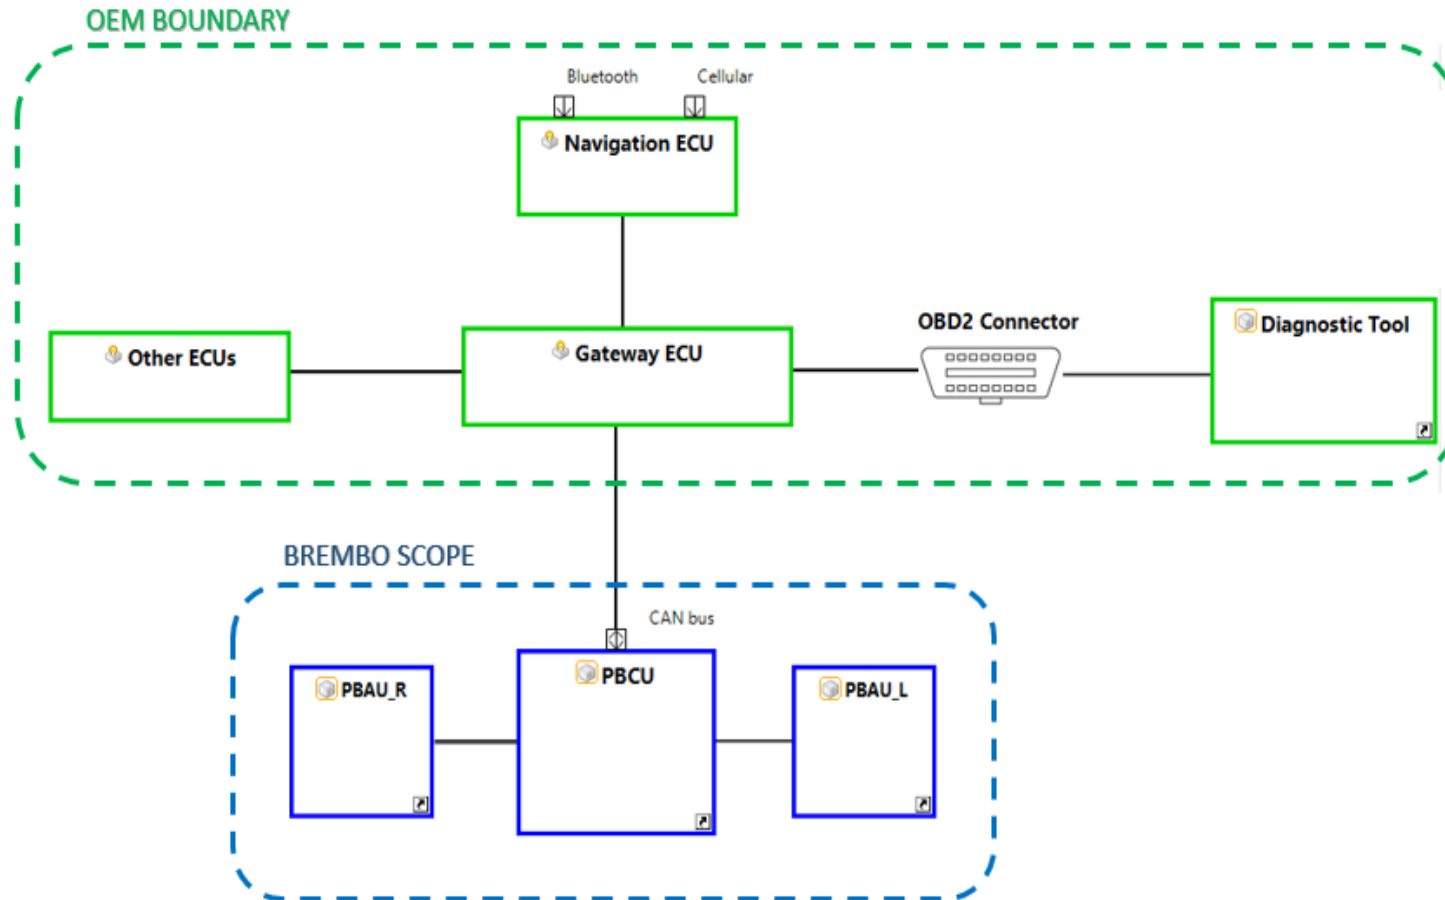 OEM BOUNDARY
Bluetooth
Cellular
Navigation ECU
OBD2 Connector
Diagnostic Tool
Other ECUs
Gateway ECU
BREMBO SCOPE
CAN bus
PBAU_R
PBCU
PBAU_L